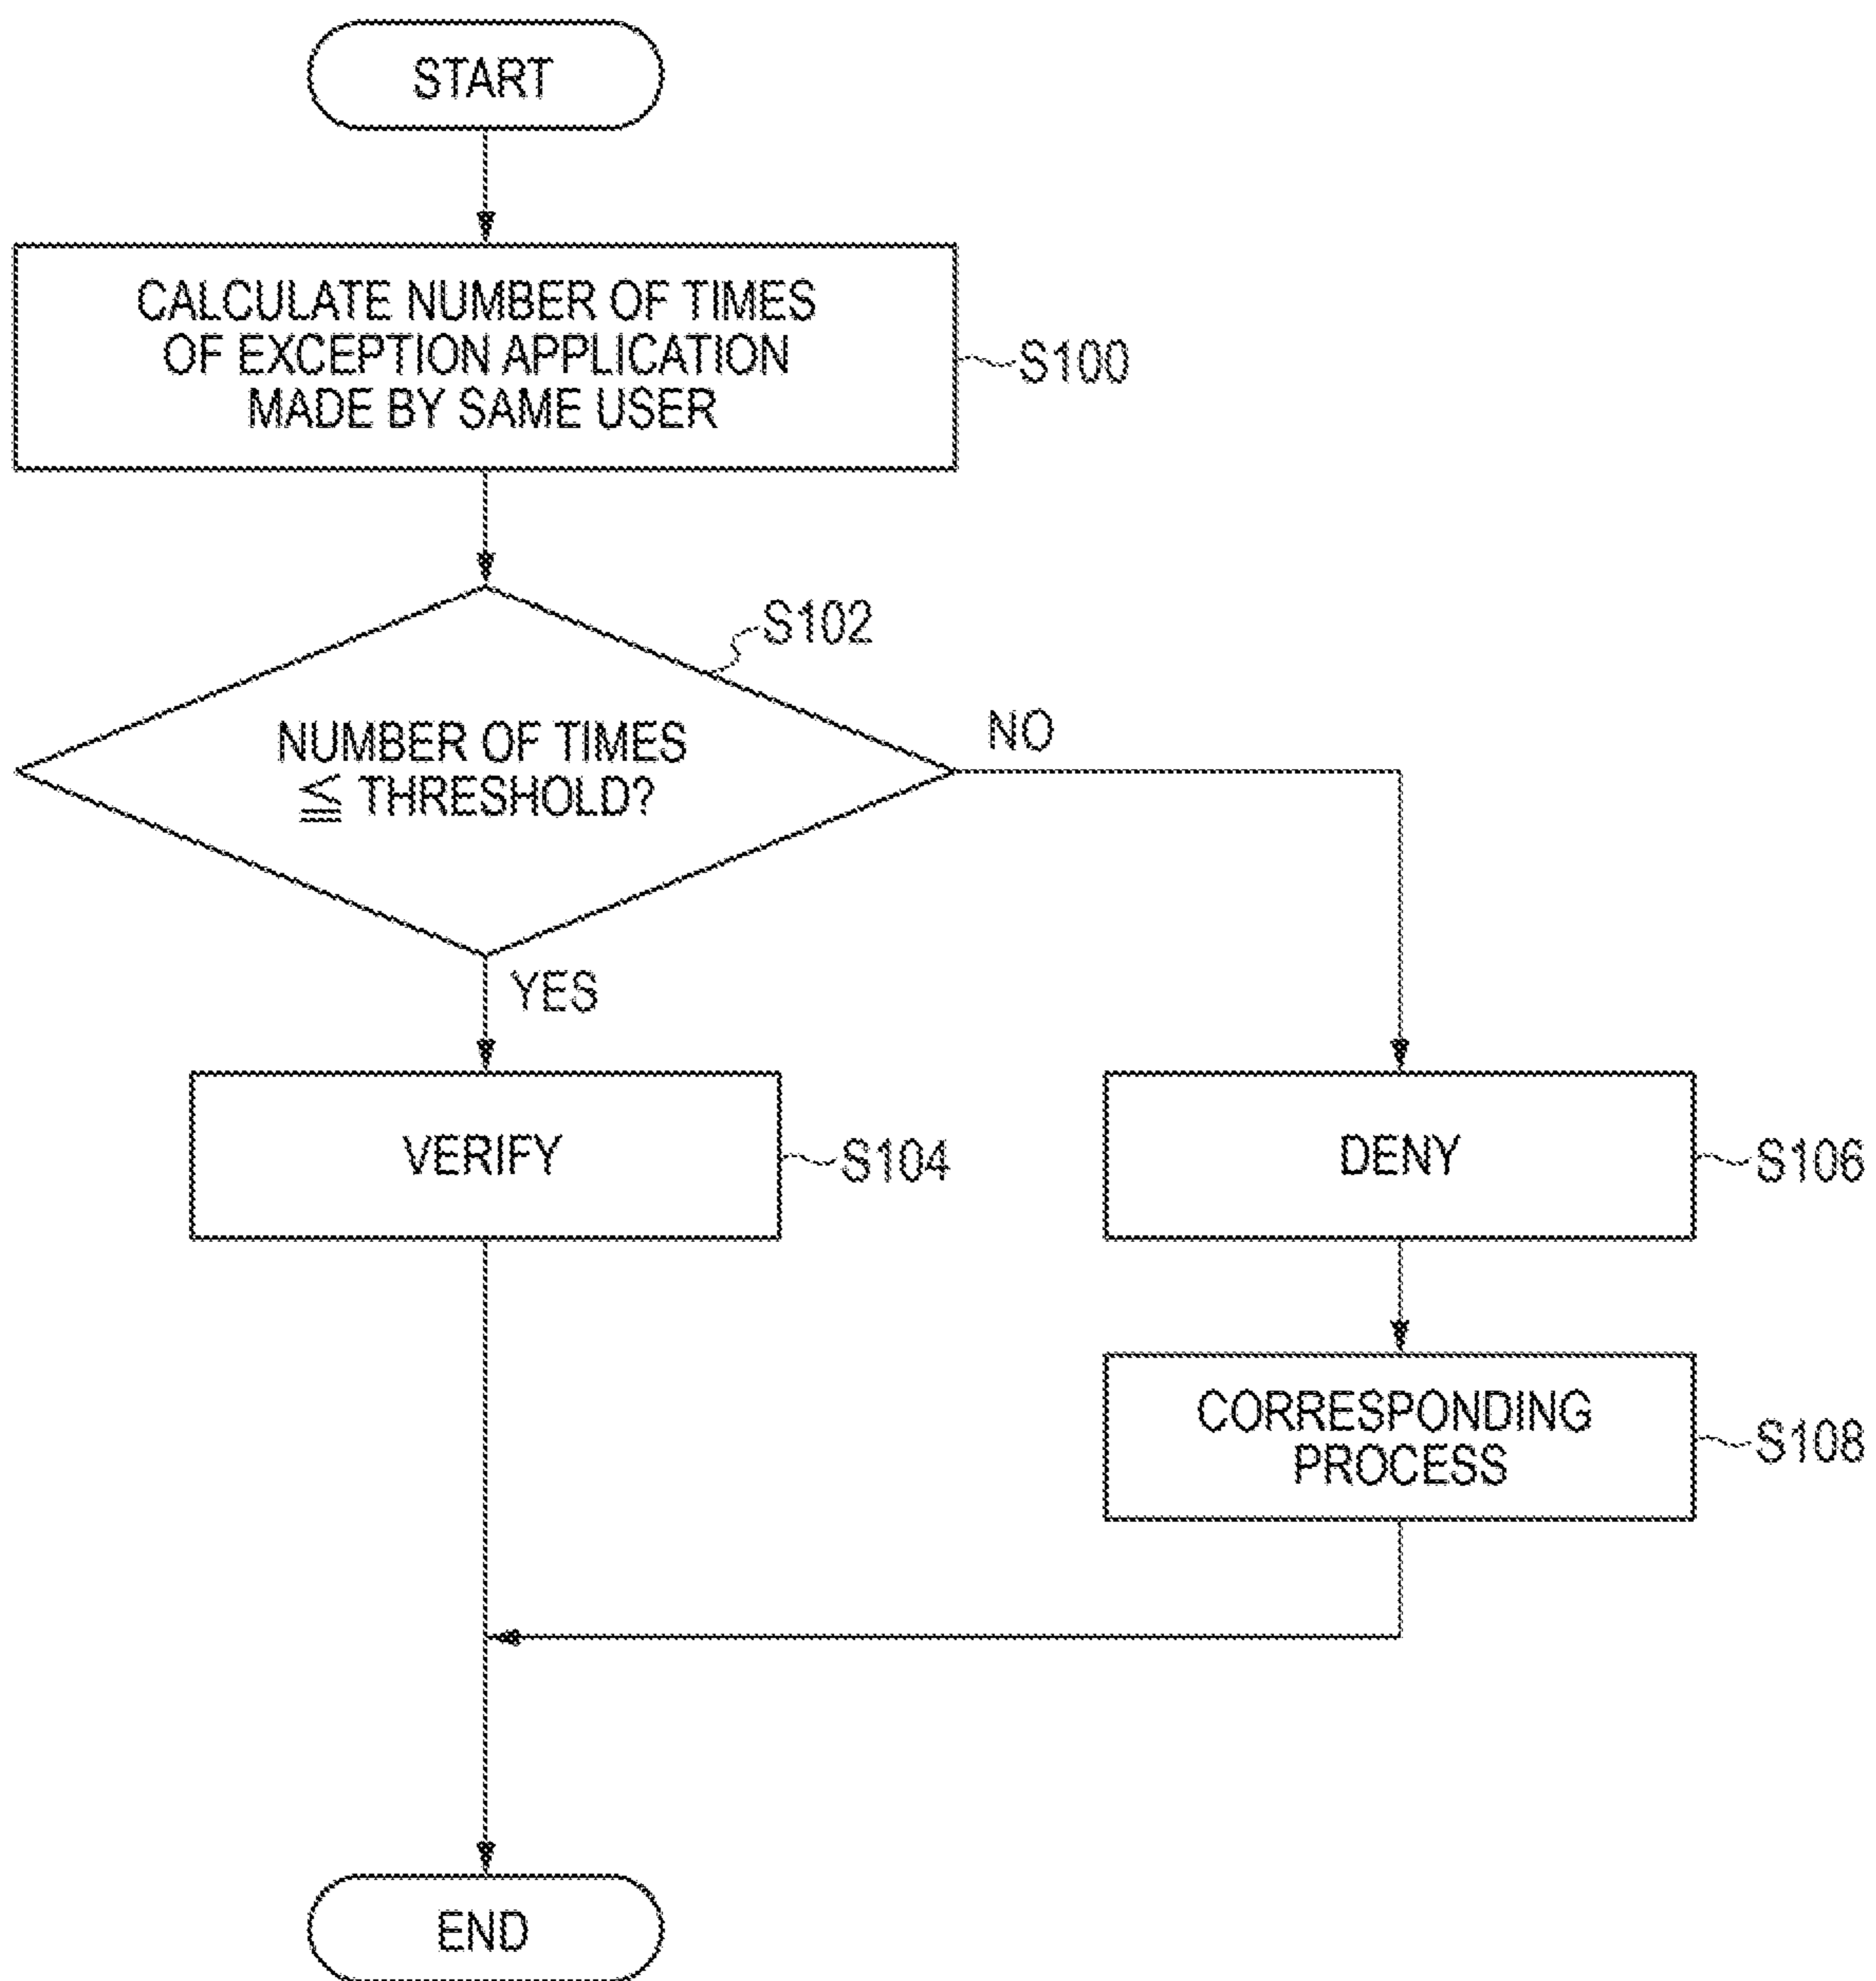 START
CALCULATE NUMBER OF TIMES
OF EXCEPTION APPLICATION
MADE BY SAME USER
S100
S102
NUMBER OF TIMES
≦ THRESHOLD?
NO
YES
VERIFY
S104
DENY
S106
CORRESPONDING
PROCESS
S108
END